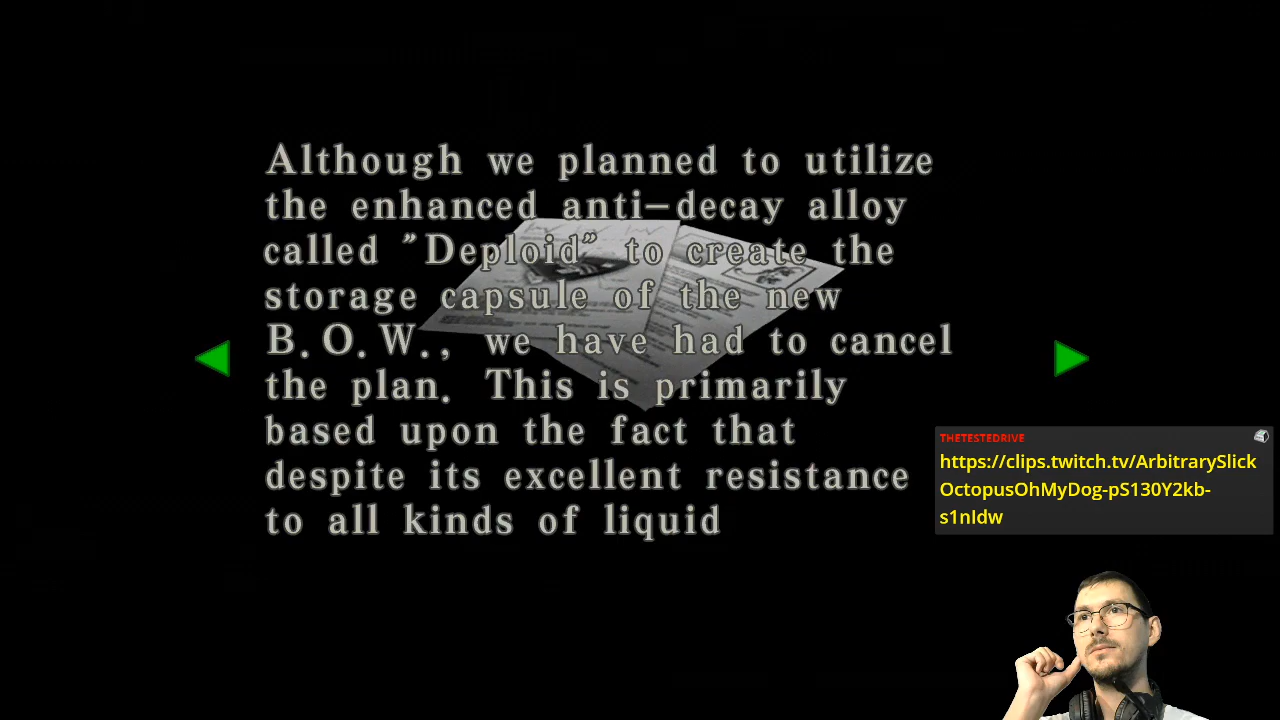 Although we planned to utilize
the enhanced anti-decay alloy
called "Deploid" to create the
storage capsule of the new
B.O.W., we have had to cancel
the plan. This is primarily
based upon the fact that
despite its excellent resistance
to all kinds of liquid
THETESTEDRIVE
https://clips.twitch.tv/ArbitrarySlick
OctopusOhMyDog-pS130Y2kb-
s1nIdw